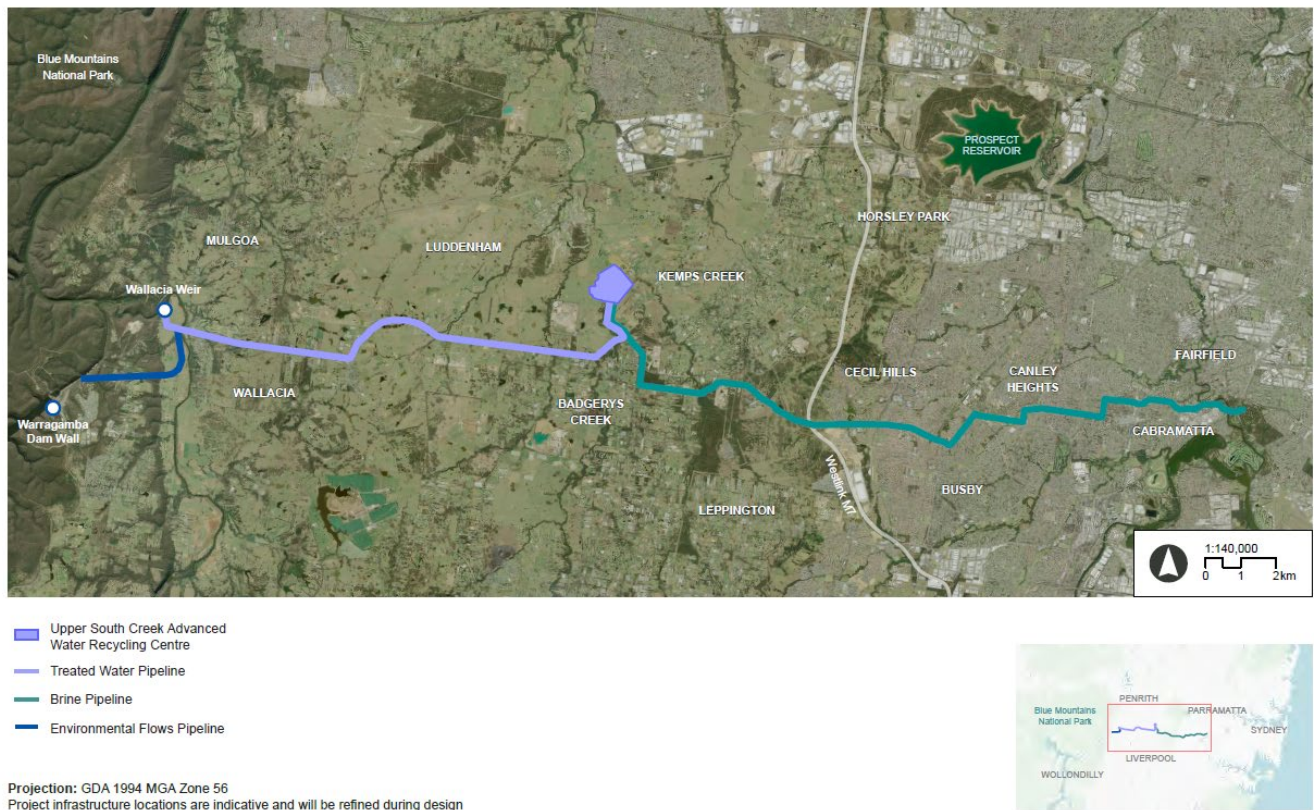 Blue Mountains
National Park
PROSPECT
RESERVOIR
HORSLEY PARK
MULGOA
LUDDENHAM
KEMPS CREEK
Wallacia Weir
FAIRFIELD
CECIL HILLS
CANLEY
HEIGHTS
WALLACIA
BADGERYS
CREEK
Warragamba
Dam Wall
CABRAMATTA
Westlink M7
BUSBY
LEPPINGTON
1:140,000
0 1 2km
Upper South Creek Advanced
Water Recycling Centre
Treated Water Pipeline
Brine Pipeline
Environmental Flows Pipeline
PENRITH
Blue Mountains
National Park
PARRAMATTA
SYDNEY
LIVERPOOL
WOLLONDILLY
Projection: GDA 1994 MGA Zone 56
Project infrastructure locations are indicative and will be refined during design